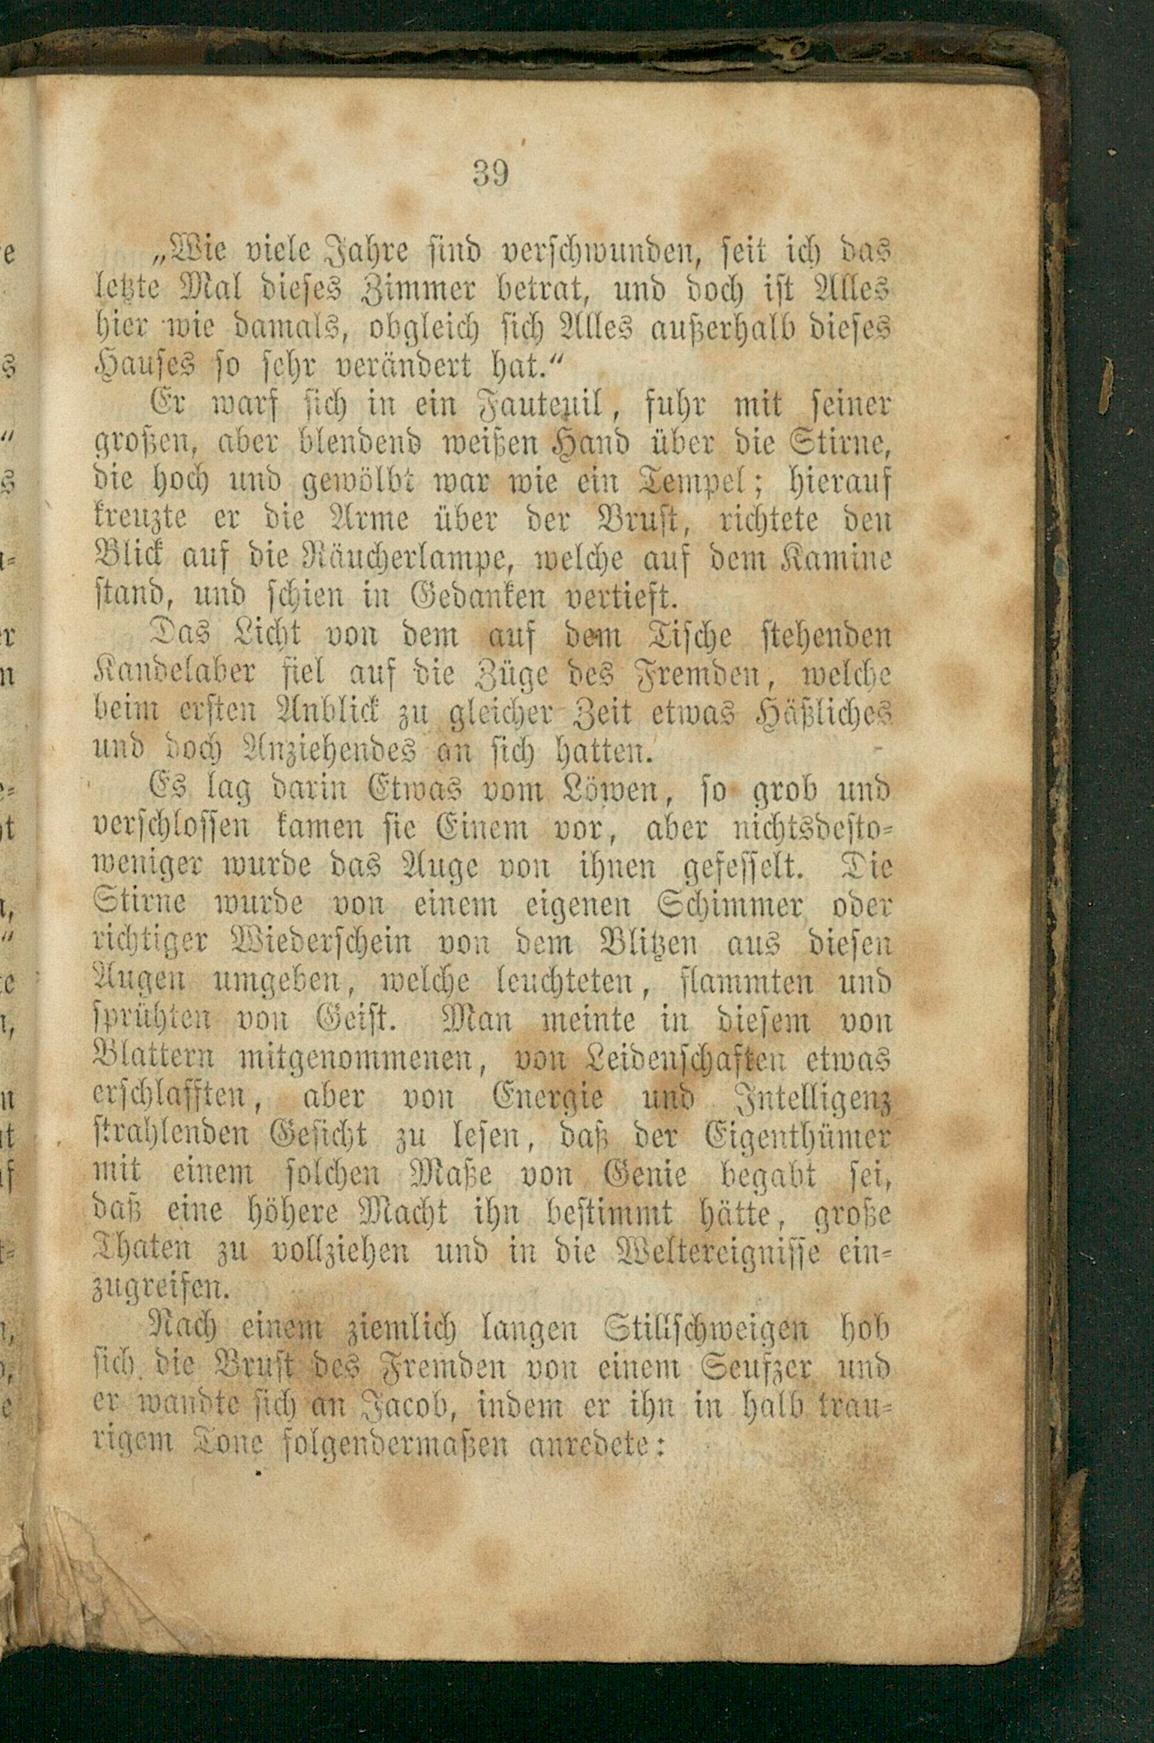 39
„Wie viele Jahre sind verschwunden, seit ich das
letzte Mal dieses Zimmer betrat, und doch ist Alles
hier wie damals, obgleich sich Alles außerhalb dieses
Hauses so sehr verändert hat.“
Er warf sich in ein Fauteuil, fuhr mit seiner
großen, aber blendend weißen Hand über die Stirne,
die hoch und gewölbt war wie ein Tempel; hierauf
kreuzte er die Arme über der Brust, richtete den
Blick auf die Räucherlampe, welche auf dem Kamine
stand, und schien in Gedanken vertieft.
Das Licht von dem auf dem Tische stehenden
Kandelaber fiel auf die Züge des Fremden, welche
beim ersten Anblick zu gleicher Zeit etwas Häßliches
und doch Anziehendes an sich hatten.
Es lag darin Etwas vom Löwen, so grob und
verschlossen kamen sie Einem vor, aber nichtsdesto-
weniger wurde das Auge von ihnen gefesselt. Die
Stirne wurde von einem eigenen Schimmer oder
richtiger Wiederschein von dem Blitzen aus diesen
Augen umgeben, welche leuchteten, flammten und
sprühten von Geist. Man meinte in diesem von
Blattern mitgenommenen, von Leidenschaften etwas
erschlafften, aber von Energie und Intelligenz
strahlenden Gesicht zu lesen, daß der Eigenthümer
mit einem solchen Maße von Genie begabt sei,
daß eine höhere Macht ihn bestimmt hätte, große
Thaten zu vollziehen und in die Weltereignisse ein-
zugreifen.
Nach einem ziemlich langen Stillschweigen hob
sich die Brust des Fremden von einem Seufzer und
er wandte sich an Jacob, indem er ihn in halb trau-
rigem Tone folgendermaßen anredete: